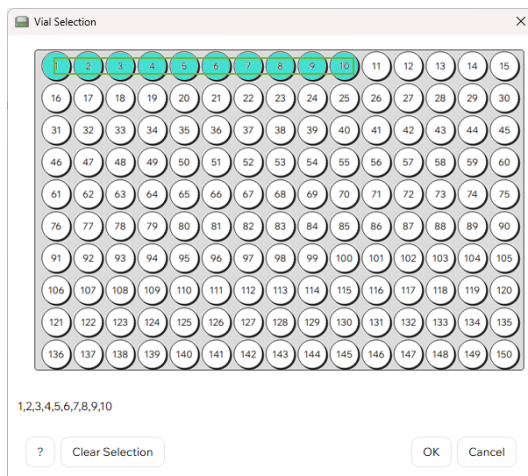 Vial Selection
1 2 3 4 5 6 7 8 9 10 11 12 13 14 15
16 17 18 19 20 21 22 23 24 25 26 27 28 29 30
31 32 33 34 35 36 37 38 39 40 41 42 43 44 45
46 47 48 49 50 51 52 53 54 55 56 57 58 59 60
61 62 63 64 65 66 67 68 69 70 71 72 73 74 75
76 77 78 79 80 81 82 83 84 85 86 87 88 89 90
91 92 93 94 95 96 97 98 99 100 101 102 103 104 105
106 107 108 109 110 111 112 113 114 115 116 117 118 119 120
121 122 123 124 125 126 127 128 129 130 131 132 133 134 135
136 137 138 139 140 141 142 143 144 145 146 147 148 149 150
1,2,3,4,5,6,7,8,9,10
? Clear Selection OK Cancel